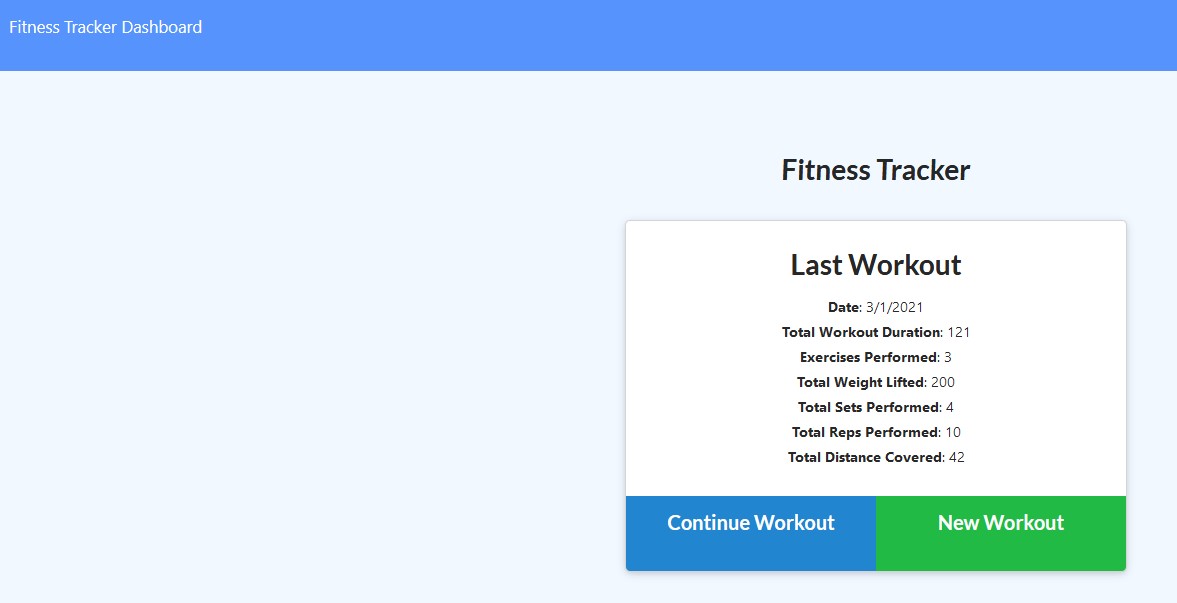 Fitness Tracker Dashboard
Fitness Tracker
Last Workout
Date: 3/1/2021
Total Workout Duration: 121
Exercises Performed: 3
Total Weight Lifted: 200
Total Sets Performed: 4
Total Reps Performed: 10
Total Distance Covered: 42
Continue Workout
New Workout